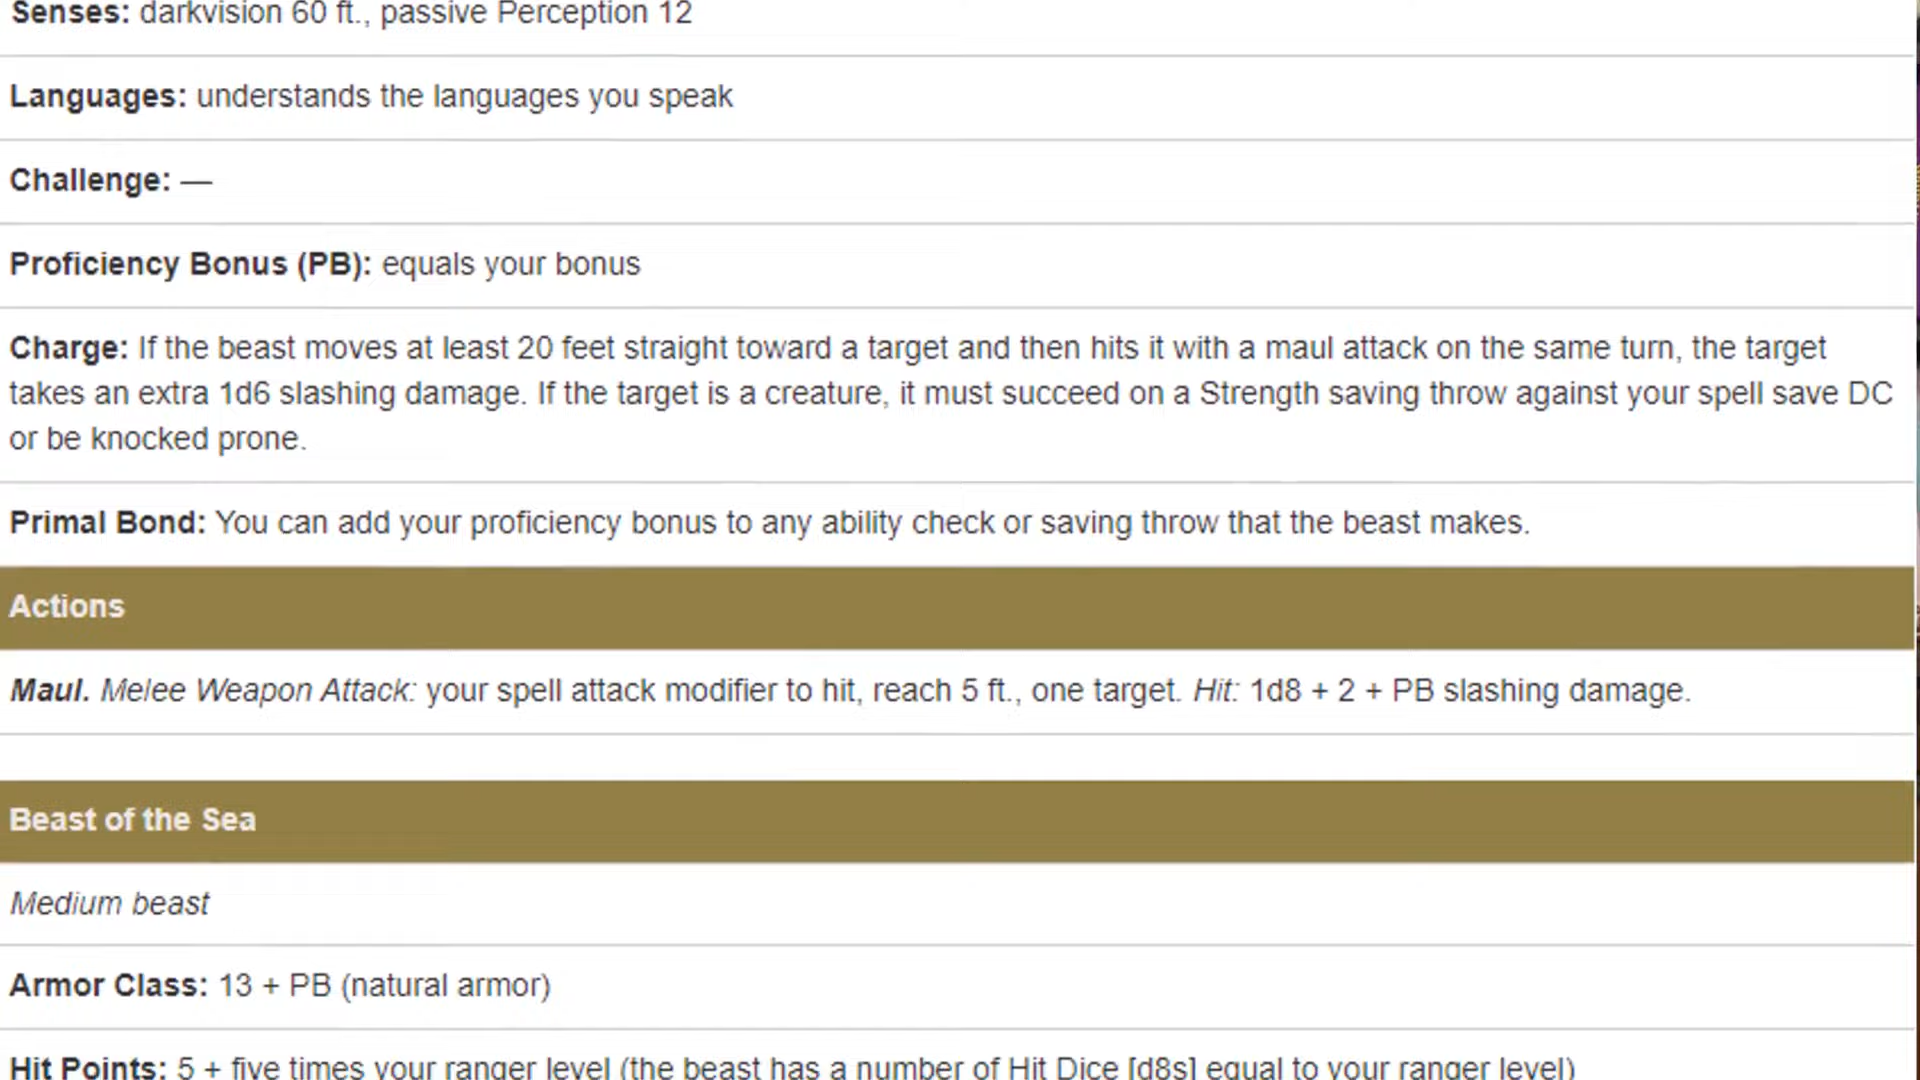 Senses: darkvision 60 ft., passive Perception 12
Languages: understands the languages you speak
Challenge: —
Proficiency Bonus (PB): equals your bonus
Charge: If the beast moves at least 20 feet straight toward a target and then hits it with a maul attack on the same turn, the target
takes an extra 1d6 slashing damage. If the target is a creature, it must succeed on a Strength saving throw against your spell save DC
or be knocked prone.
Primal Bond: You can add your proficiency bonus to any ability check or saving throw that the beast makes.
Actions
Maul. Melee Weapon Attack: your spell attack modifier to hit, reach 5 ft., one target. Hit: 1d8 + 2 + PB slashing damage.
Beast of the Sea
Medium beast
Armor Class: 13 + PB (natural armor)
Hit Points: 5 + five times your ranger level (the beast has a number of Hit Dice [d8s] equal to your ranger level)